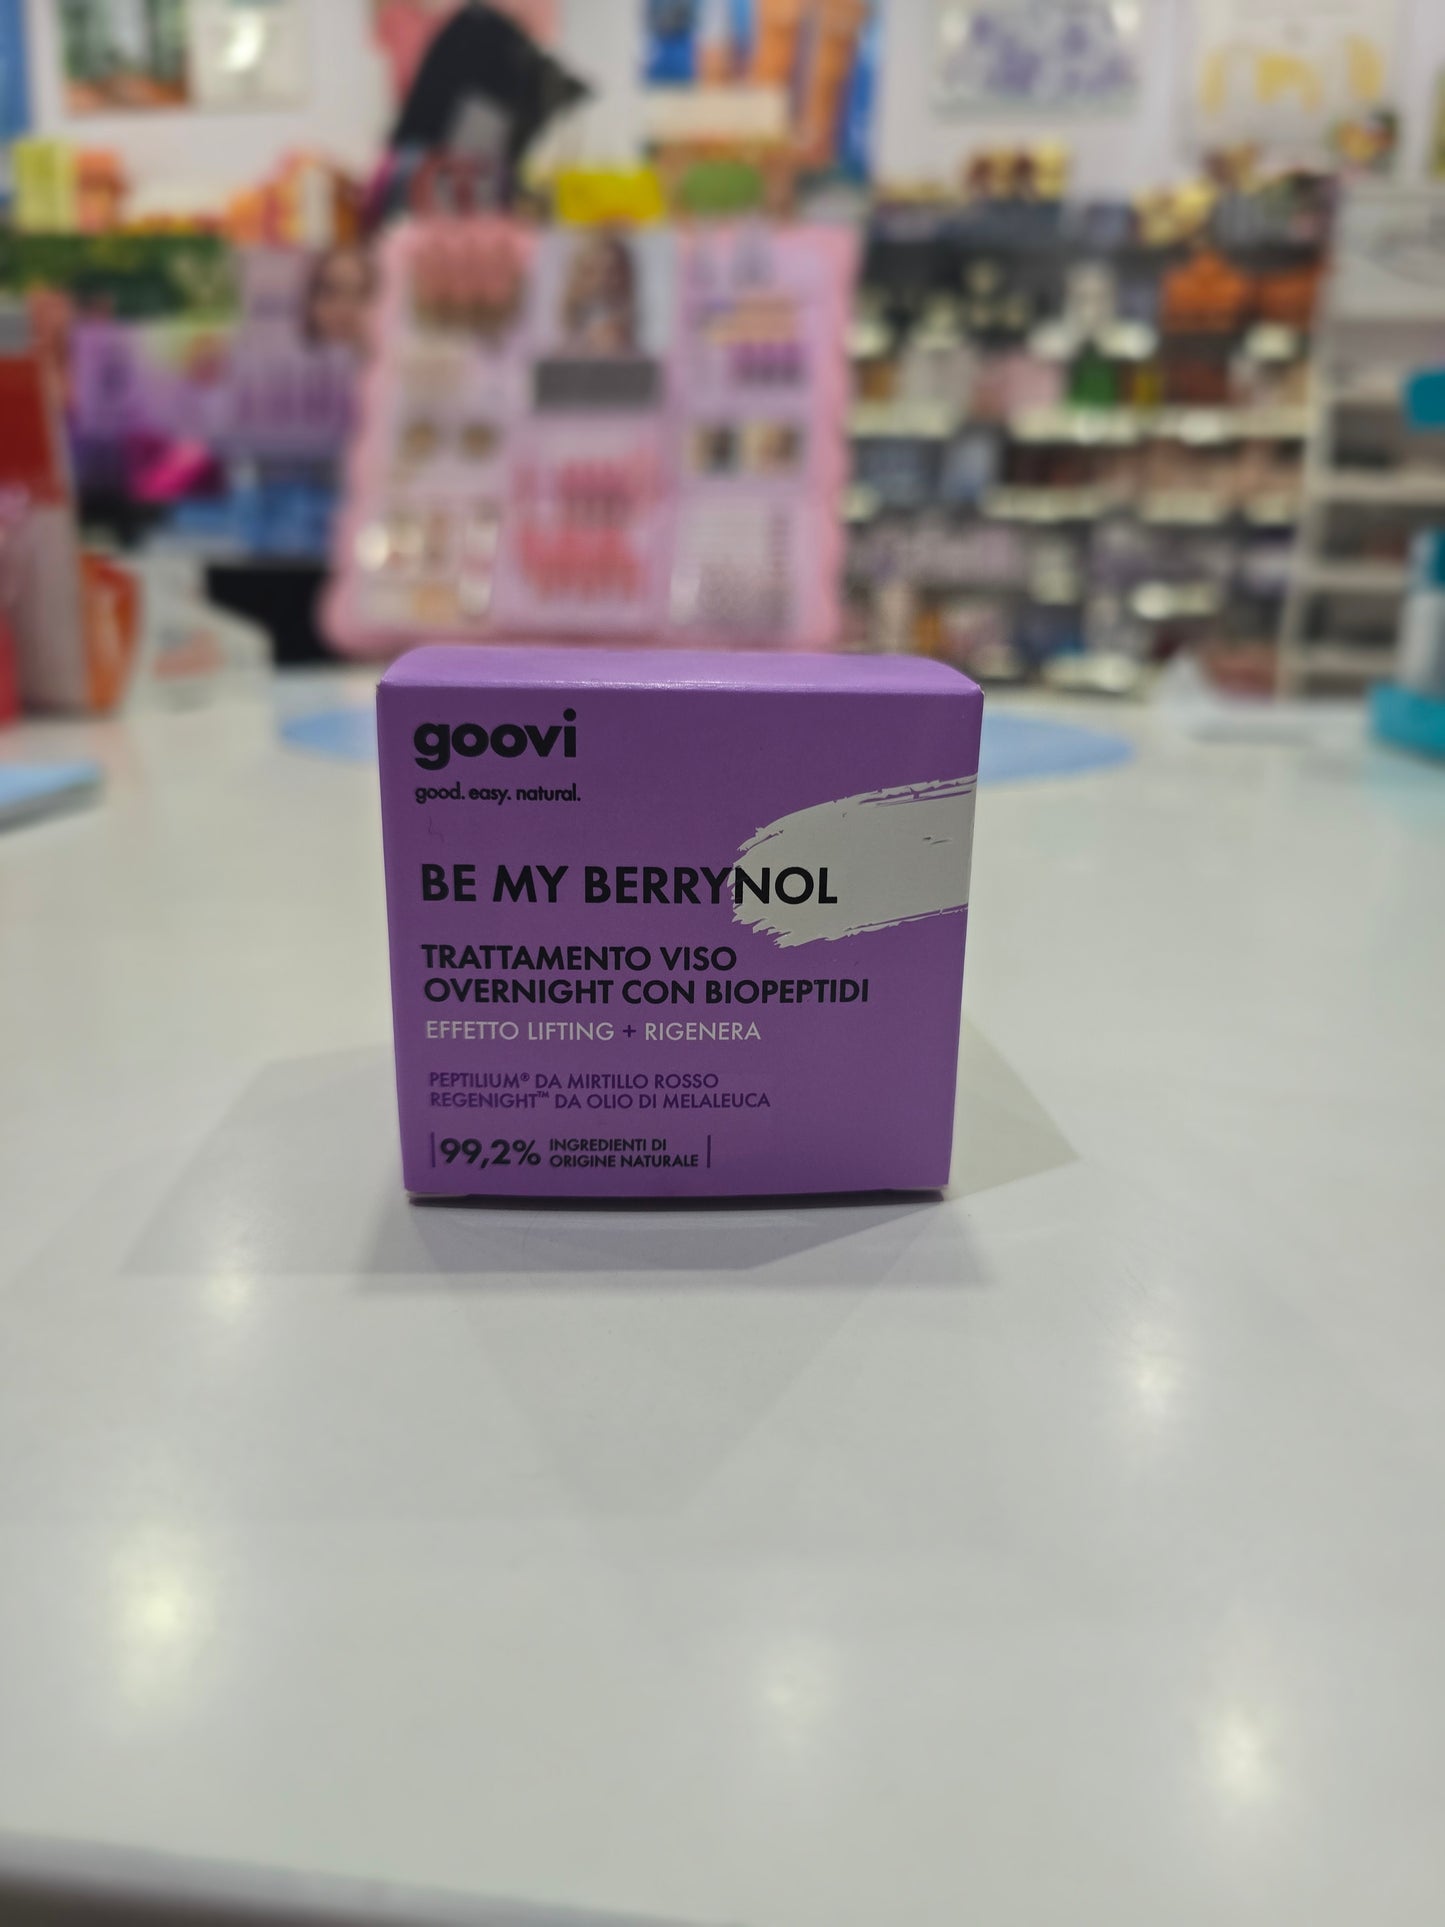 goovi
good. easy. natural.
BE MY BERRYNOL
TRATTAMENTO VISO
OVERNIGHT CON BIOPEPTIDI
EFFETTO LIFTING + RIGENERA
PEPTILIUM® DA MIRTILLO ROSSO
REGENIGHT™ DA OLIO DI MELALEUCA
99,2% INGREDIENTI DI
ORIGINE NATURALE